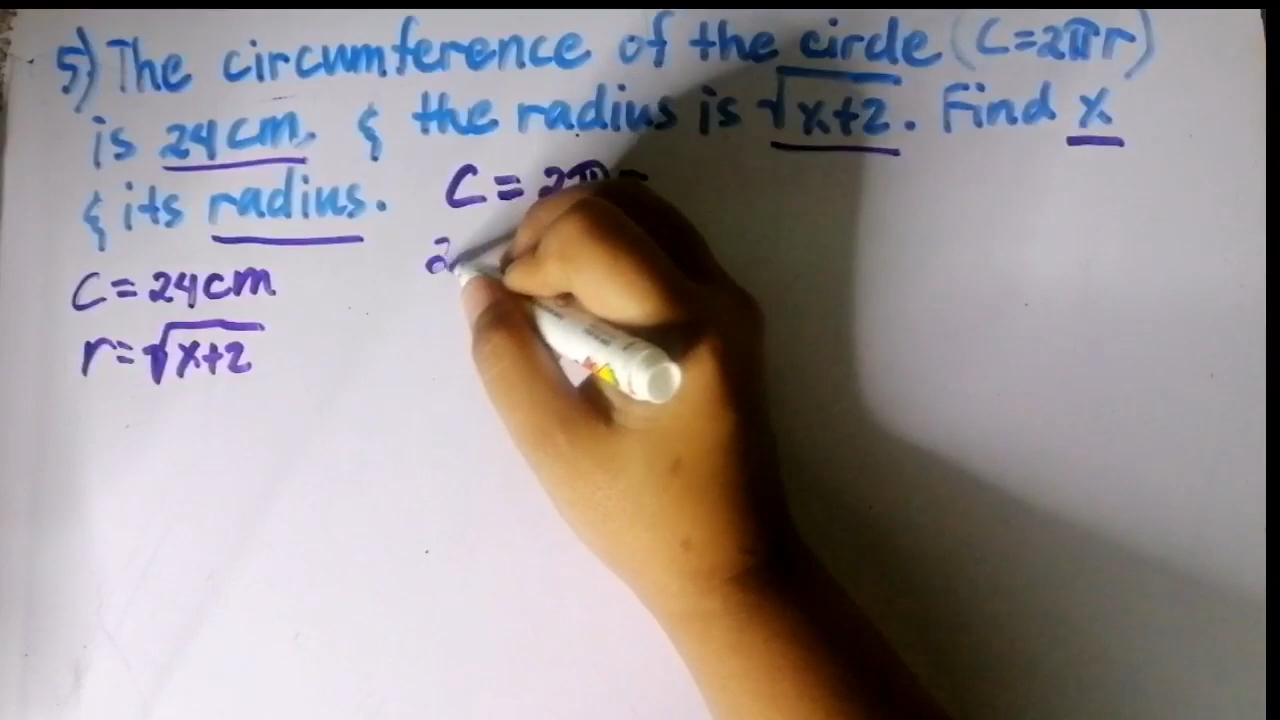 5) The circumference of the circle (C=2πr)
is 24cm. & the radius is √x+2. Find x
& its radius.
C = 2π
2
C = 24cm
r = √x+2